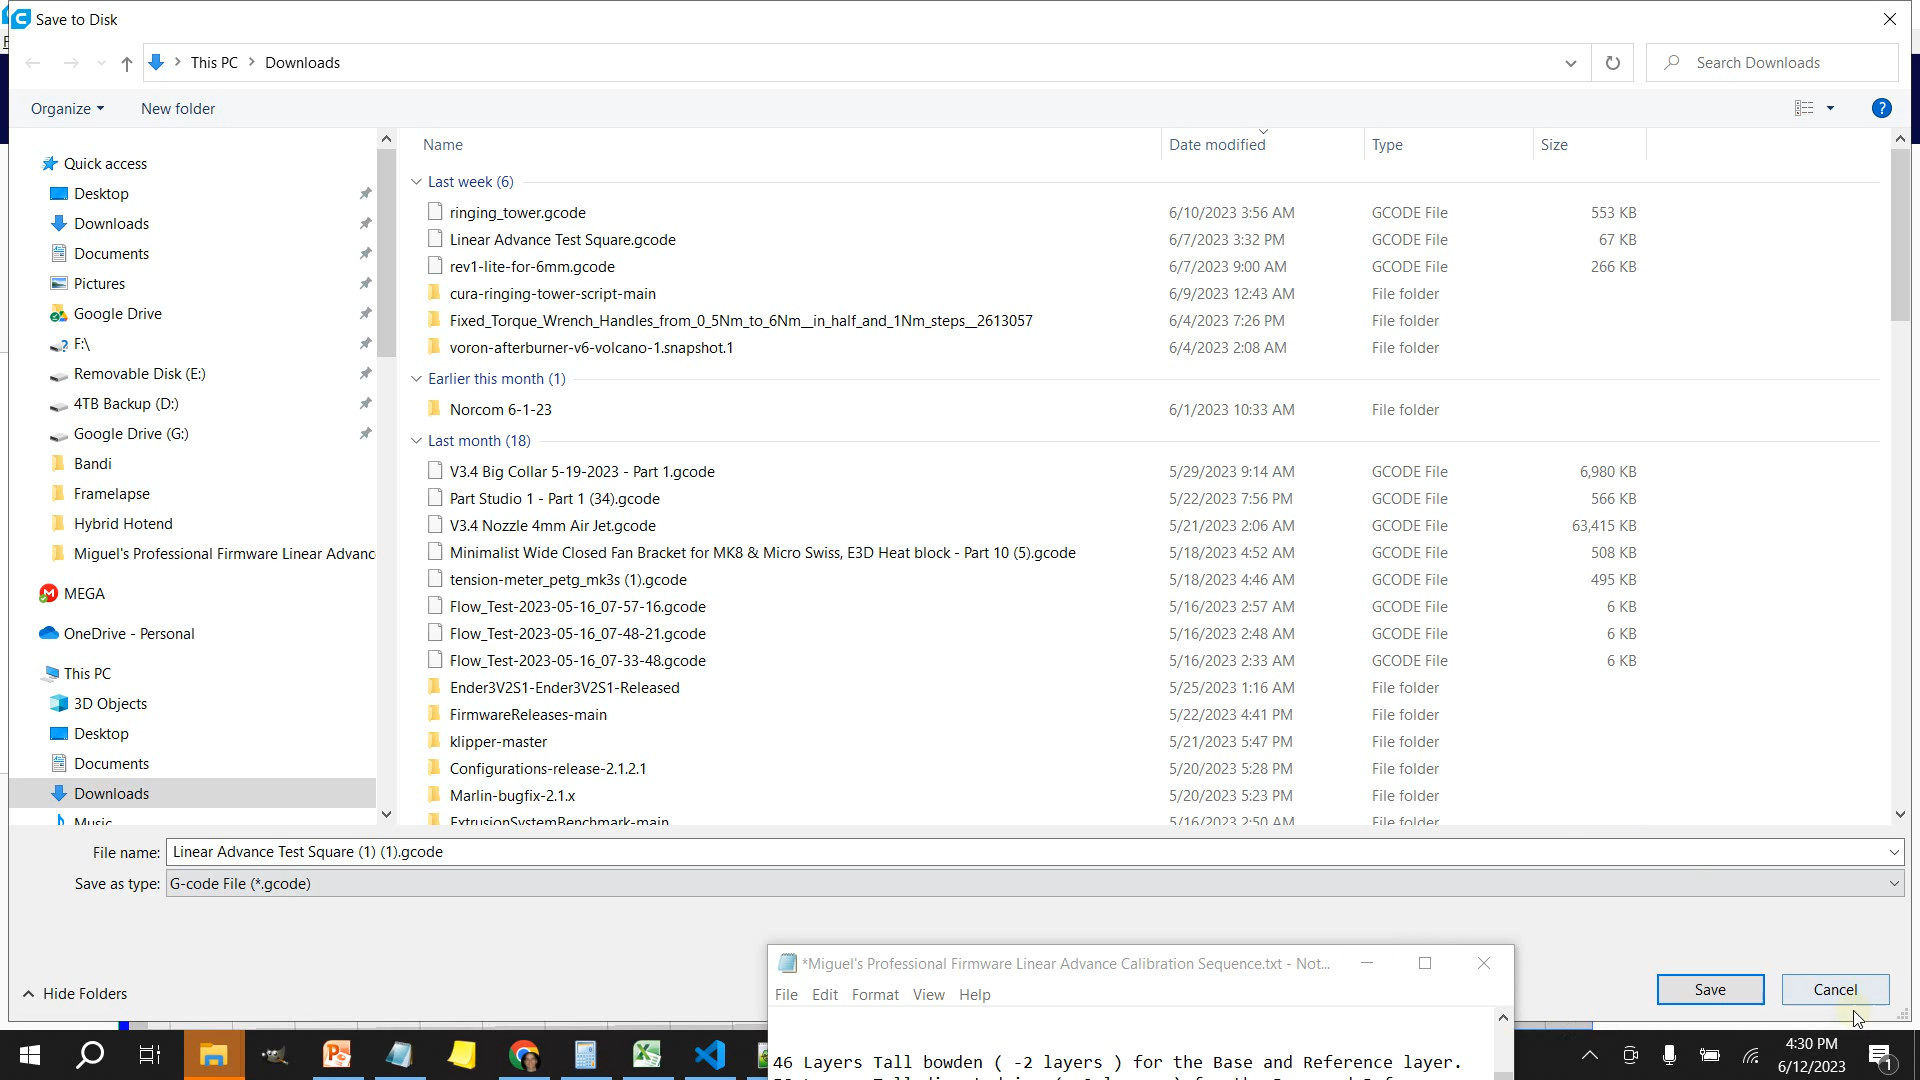 Save to Disk
This PC > Downloads
Search Downloads
Organize
New folder
Name
Date modified
Type
Size
Quick access
Desktop
Downloads
Documents
Pictures
Google Drive
F:\
Removable Disk (E:)
4TB Backup (D:)
Google Drive (G:)
Bandi
Framelapse
Hybrid Hotend
Miguel's Professional Firmware Linear Advanc
MEGA
OneDrive - Personal
This PC
3D Objects
Desktop
Documents
Downloads
Music
Last week (6)
ringing_tower.gcode 6/10/2023 3:56 AM GCODE File 553 KB
Linear Advance Test Square.gcode 6/7/2023 3:32 PM GCODE File 67 KB
rev1-lite-for-6mm.gcode 6/7/2023 9:00 AM GCODE File 266 KB
cura-ringing-tower-script-main 6/9/2023 12:43 AM File folder
Fixed_Torque_Wrench_Handles_from_0_5Nm_to_6Nm__in_half_and_1Nm_steps__2613057 6/4/2023 7:26 PM File folder
voron-afterburner-v6-volcano-1.snapshot.1 6/4/2023 2:08 AM File folder
Earlier this month (1)
Norcom 6-1-23 6/1/2023 10:33 AM File folder
Last month (18)
V3.4 Big Collar 5-19-2023 - Part 1.gcode 5/29/2023 9:14 AM GCODE File 6,980 KB
Part Studio 1 - Part 1 (34).gcode 5/22/2023 7:56 PM GCODE File 566 KB
V3.4 Nozzle 4mm Air Jet.gcode 5/21/2023 2:06 AM GCODE File 63,415 KB
Minimalist Wide Closed Fan Bracket for MK8 & Micro Swiss, E3D Heat block - Part 10 (5).gcode 5/18/2023 4:52 AM GCODE File 508 KB
tension-meter_petg_mk3s (1).gcode 5/18/2023 4:46 AM GCODE File 495 KB
Flow_Test-2023-05-16_07-57-16.gcode 5/16/2023 2:57 AM GCODE File 6 KB
Flow_Test-2023-05-16_07-48-21.gcode 5/16/2023 2:48 AM GCODE File 6 KB
Flow_Test-2023-05-16_07-33-48.gcode 5/16/2023 2:33 AM GCODE File 6 KB
Ender3V2S1-Ender3V2S1-Released 5/25/2023 1:16 AM File folder
FirmwareReleases-main 5/22/2023 4:41 PM File folder
klipper-master 5/21/2023 5:47 PM File folder
Configurations-release-2.1.2.1 5/20/2023 5:28 PM File folder
Marlin-bugfix-2.1.x 5/20/2023 5:23 PM File folder
ExtrusionSystemBenchmark-main 5/16/2023 2:50 AM File folder
File name: Linear Advance Test Square (1) (1).gcode
Save as type: G-code File (*.gcode)
Hide Folders
Save
Cancel
*Miguel's Professional Firmware Linear Advance Calibration Sequence.txt - Not...
File Edit Format View Help
46 Layers Tall bowden ( -2 layers ) for the Base and Reference layer.
4:30 PM
6/12/2023
1